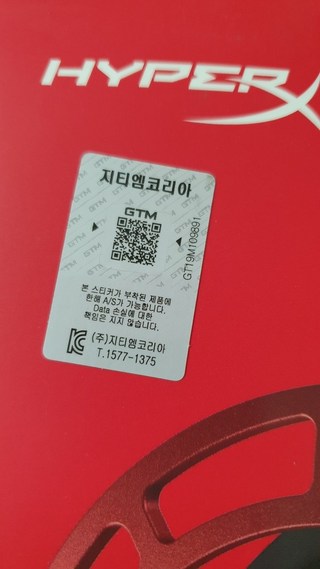 HYPERX
지티엠코리아
GTM
GT19M109891
본 스티커가 부착된 제품에
한해 A/S가 가능합니다.
Data 손실에 대한
책임은 지지 않습니다.
(주)지티엠코리아
T.1577-1375